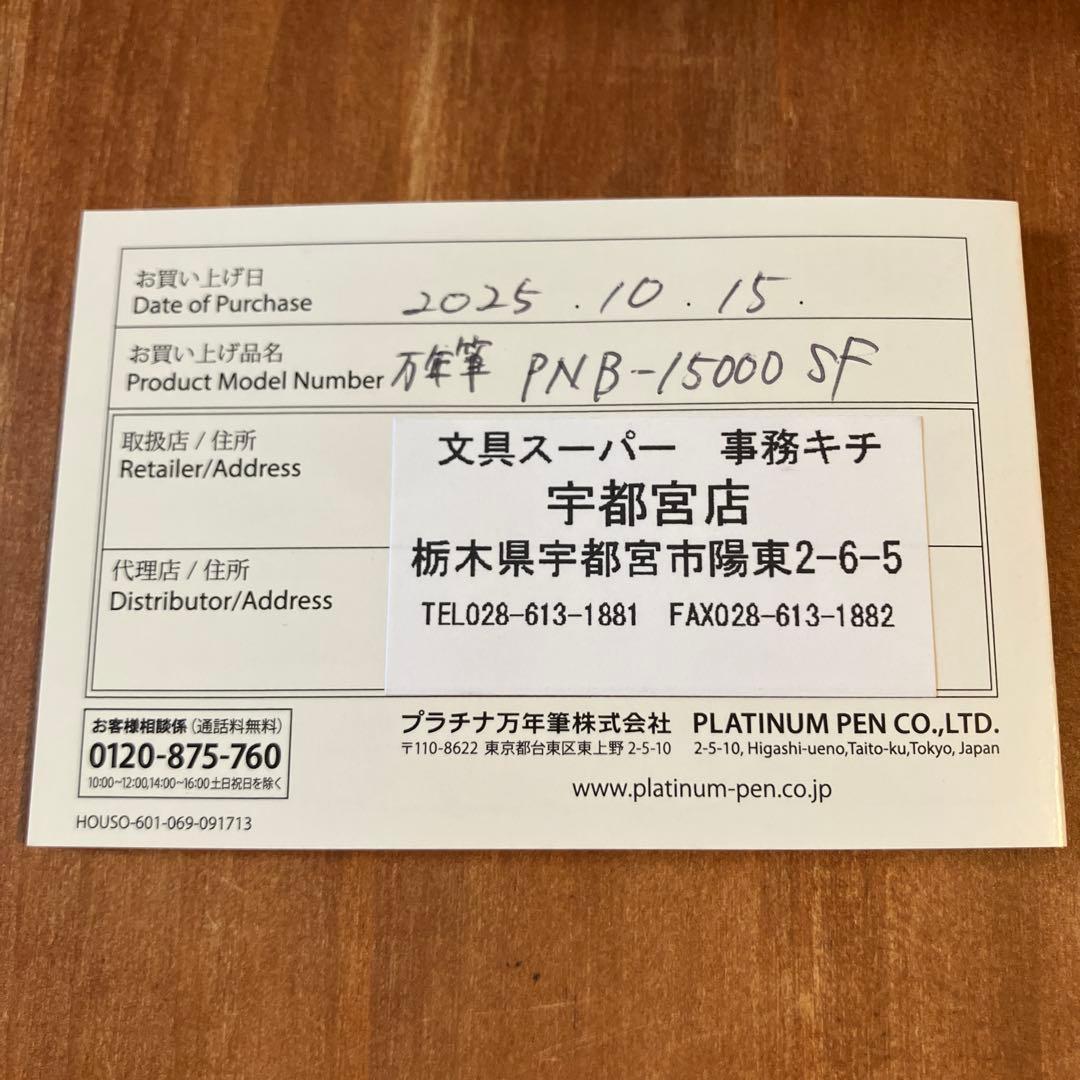 お買い上げ日
Date of Purchase
2025.10.15.
お買い上げ品名
Product Model Number
万年筆 PNB-15000 SF
取扱店 / 住所
Retailer/Address
文具スーパー 事務キチ
宇都宮店
栃木県宇都宮市陽東2-6-5
TEL028-613-1881 FAX028-613-1882
代理店 / 住所
Distributor/Address
お客様相談係(通話料無料)
0120-875-760
10:00~12:00,14:00~16:00土日祝日を除く
プラチナ万年筆株式会社 PLATINUM PEN CO.,LTD.
〒110-8622 東京都台東区東上野 2-5-10 2-5-10, Higashi-ueno,Taito-ku,Tokyo, Japan
www.platinum-pen.co.jp
HOUSO-601-069-091713